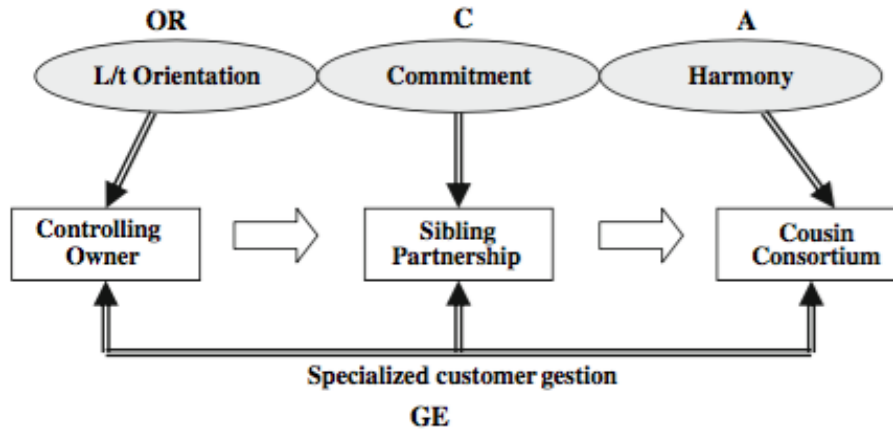 OR
C
A
L/t Orientation
Commitment
Harmony
Controlling
Owner
Sibling
Partnership
Cousin
Consortium
Specialized customer gestion
GE